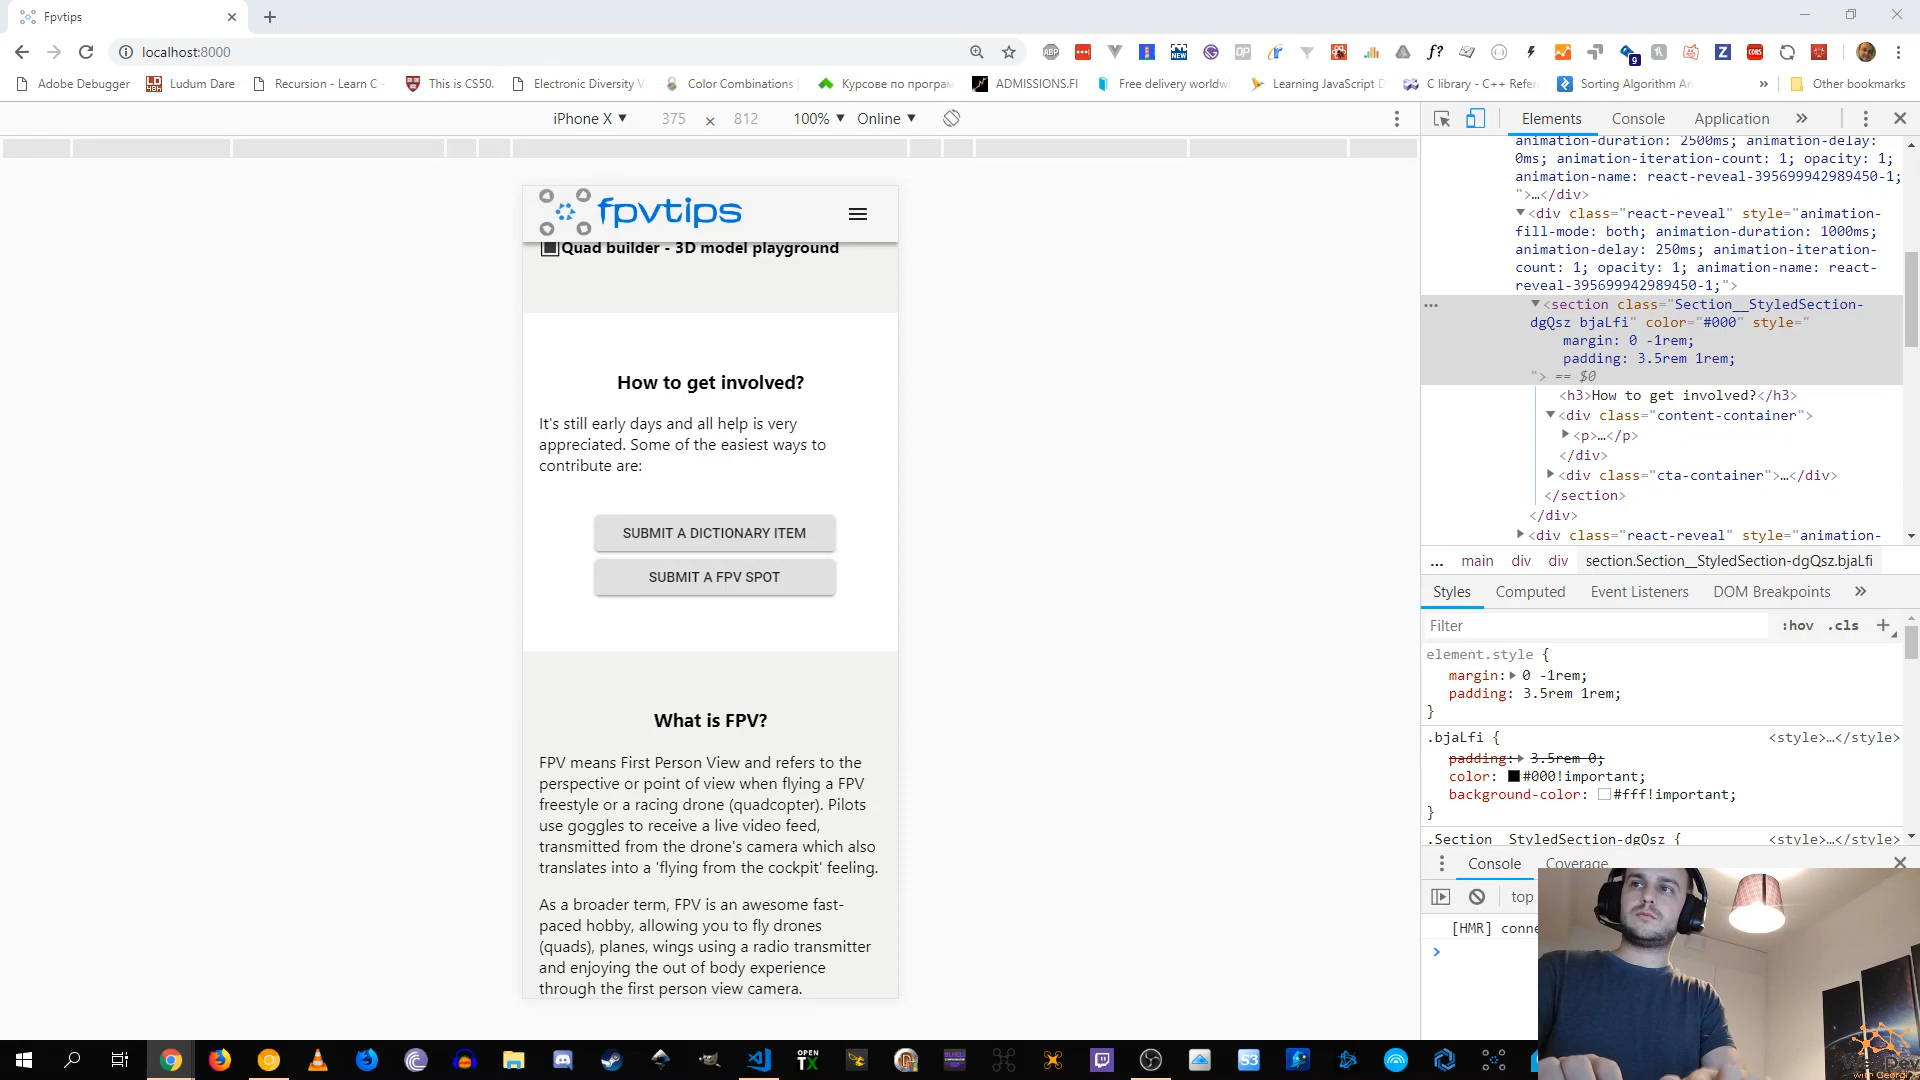 Fpvtips
localhost:8000
Adobe Debugger
Ludum Dare
Recursion - Learn C -
This is CS50.
Electronic Diversity V
Color Combinations
Курсове по програм
ADMISSIONS.FI
Free delivery worldwi
Learning JavaScript D
C library - C++ Refer
Sorting Algorithm An
»
Other bookmarks
iPhone X ▼ 375 × 812 100% ▼ Online ▼
fpvtips
Quad builder - 3D model playground
How to get involved?
It's still early days and all help is very
appreciated. Some of the easiest ways to
contribute are:
SUBMIT A DICTIONARY ITEM
SUBMIT A FPV SPOT
What is FPV?
FPV means First Person View and refers to the
perspective or point of view when flying a FPV
freestyle or a racing drone (quadcopter). Pilots
use goggles to receive a live video feed,
transmitted from the drone's camera which also
translates into a 'flying from the cockpit' feeling.
As a broader term, FPV is an awesome fast-
paced hobby, allowing you to fly drones
(quads), planes, wings using a radio transmitter
and enjoying the out of body experience
through the first person view camera.
Elements Console Application »
animation-duration: 2500ms; animation-delay:
0ms; animation-iteration-count: 1; opacity: 1;
animation-name: react-reveal-395699942989450-1;
">…</div>
<div class="react-reveal" style="animation-
fill-mode: both; animation-duration: 1000ms;
animation-delay: 250ms; animation-iteration-
count: 1; opacity: 1; animation-name: react-
reveal-395699942989450-1;">
<section class="Section__StyledSection-
dgQsz bjaLfi" color="#000" style="
margin: 0 -1rem;
padding: 3.5rem 1rem;
"> == $0
<h3>How to get involved?</h3>
<div class="content-container">
<p>…</p>
</div>
<div class="cta-container">…</div>
</section>
</div>
<div class="react-reveal" style="animation-
... main div div section.Section__StyledSection-dgQsz.bjaLfi
Styles Computed Event Listeners DOM Breakpoints »
Filter :hov .cls +
element.style {
margin: 0 -1rem;
padding: 3.5rem 1rem;
}
.bjaLfi { <style>…</style>
padding: 3.5rem 0;
color: #000!important;
background-color: #fff!important;
}
.Section__StyledSection-dgQsz { <style>…</style>
Console Coverage
top
[HMR] conne
>